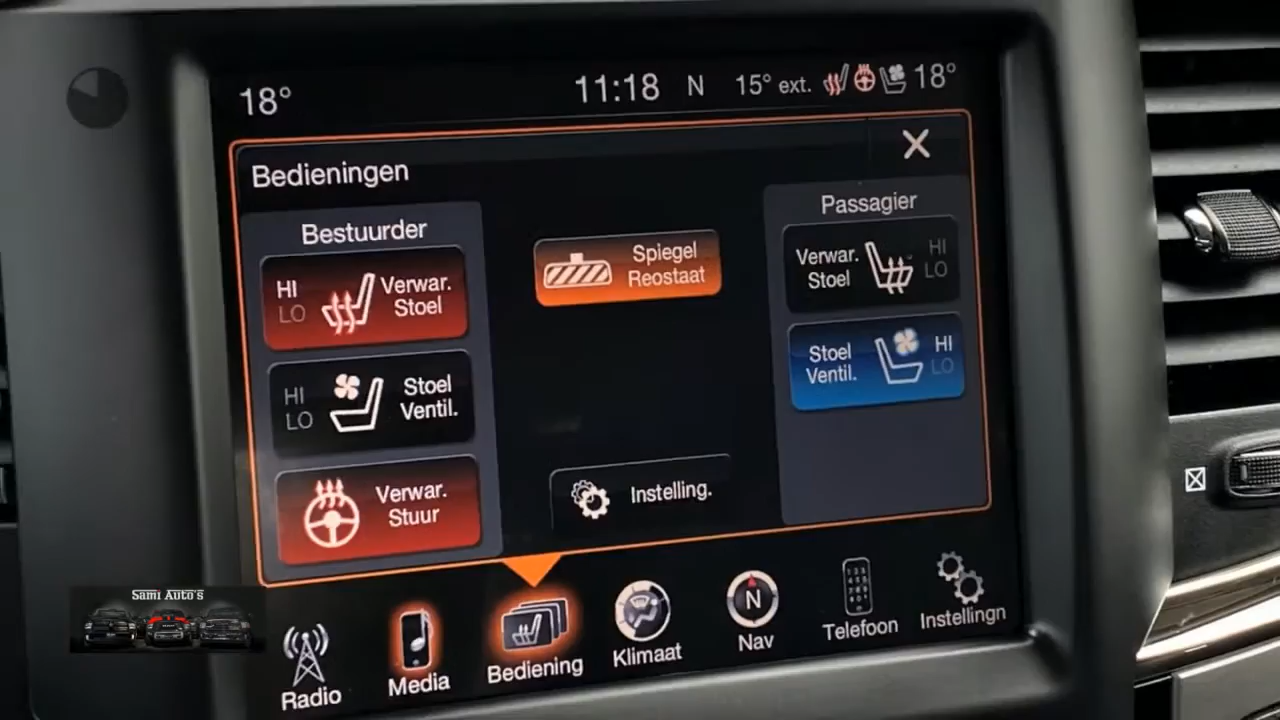 18°
11:18 N 15° ext. 18°
Bedieningen
Bestuurder
HI
LO
Verwar.
Stoel
HI
LO
Stoel
Ventil.
Verwar.
Stuur
Spiegel
Reostaat
Instelling.
Passagier
Verwar.
Stoel
HI
LO
Stoel
Ventil.
HI
LO
Radio
Media
Bediening
Klimaat
N
Nav
Telefoon
Instellingn
Sami Auto's